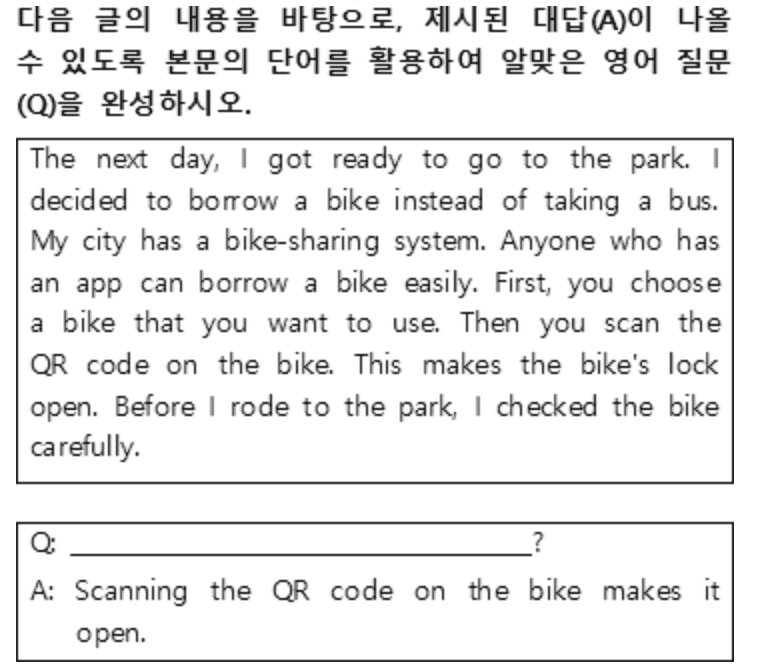 다음 글의 내용을 바탕으로, 제시된 대답(A)이 나올
수 있도록 본문의 단어를 활용하여 알맞은 영어 질문
(Q)을 완성하시오.
The next day, I got ready to go to the park. I
decided to borrow a bike instead of taking a bus.
My city has a bike-sharing system. Anyone who has
an app can borrow a bike easily. First, you choose
a bike that you want to use. Then you scan the
QR code on the bike. This makes the bike's lock
open. Before I rode to the park, I checked the bike
carefully.
Q: ______________________________?
A: Scanning the QR code on the bike makes it
open.